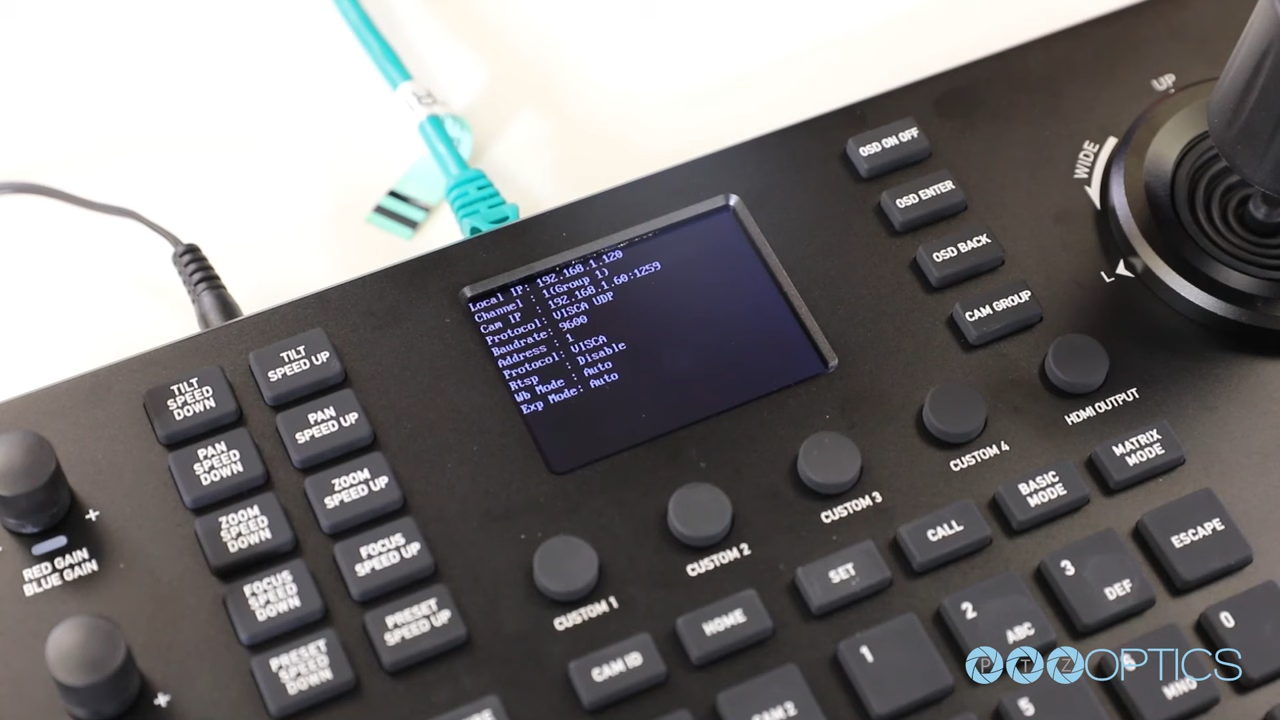 UP
WIDE
L
OSD ON OFF
OSD ENTER
OSD BACK
CAM GROUP
Local IP: 192.168.1.120
Channel : 1(Group 1)
Cam IP : 192.168.1.60:1259
Protocol: VISCA UDP
Baudrate: 9600
Address : 1
Protocol: VISCA
Rtsp : Disable
Wb Mode : Auto
Exp Mode: Auto
TILT
SPEED
DOWN
TILT
SPEED UP
PAN
SPEED
DOWN
PAN
SPEED UP
ZOOM
SPEED
DOWN
ZOOM
SPEED UP
FOCUS
SPEED
DOWN
FOCUS
SPEED UP
PRESET
SPEED
DOWN
PRESET
SPEED UP
+
RED GAIN
BLUE GAIN
+
HDMI OUTPUT
CUSTOM 4
CUSTOM 3
CUSTOM 2
CUSTOM 1
MATRIX
MODE
BASIC
MODE
CALL
SET
HOME
CAM ID
CAM 2
ESCAPE
3
DEF
2
ABC
1
0
6
MNO
5
PTZOPTICS